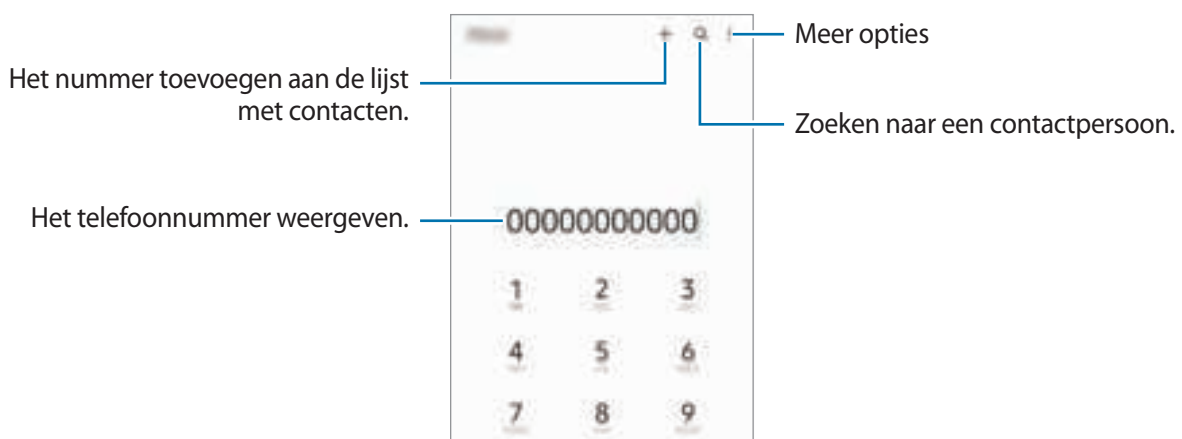 Meer opties
Het nummer toevoegen aan de lijst
met contacten.
Zoeken naar een contactpersoon.
Het telefoonnummer weergeven.
00000000000
1 2 3
4 5 6
7 8 9